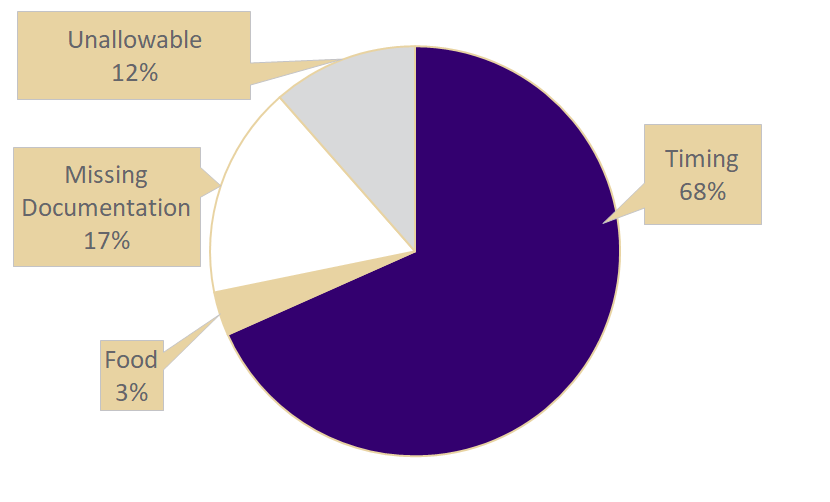 Unallowable
12%
Timing
68%
Missing
Documentation
17%
Food
3%